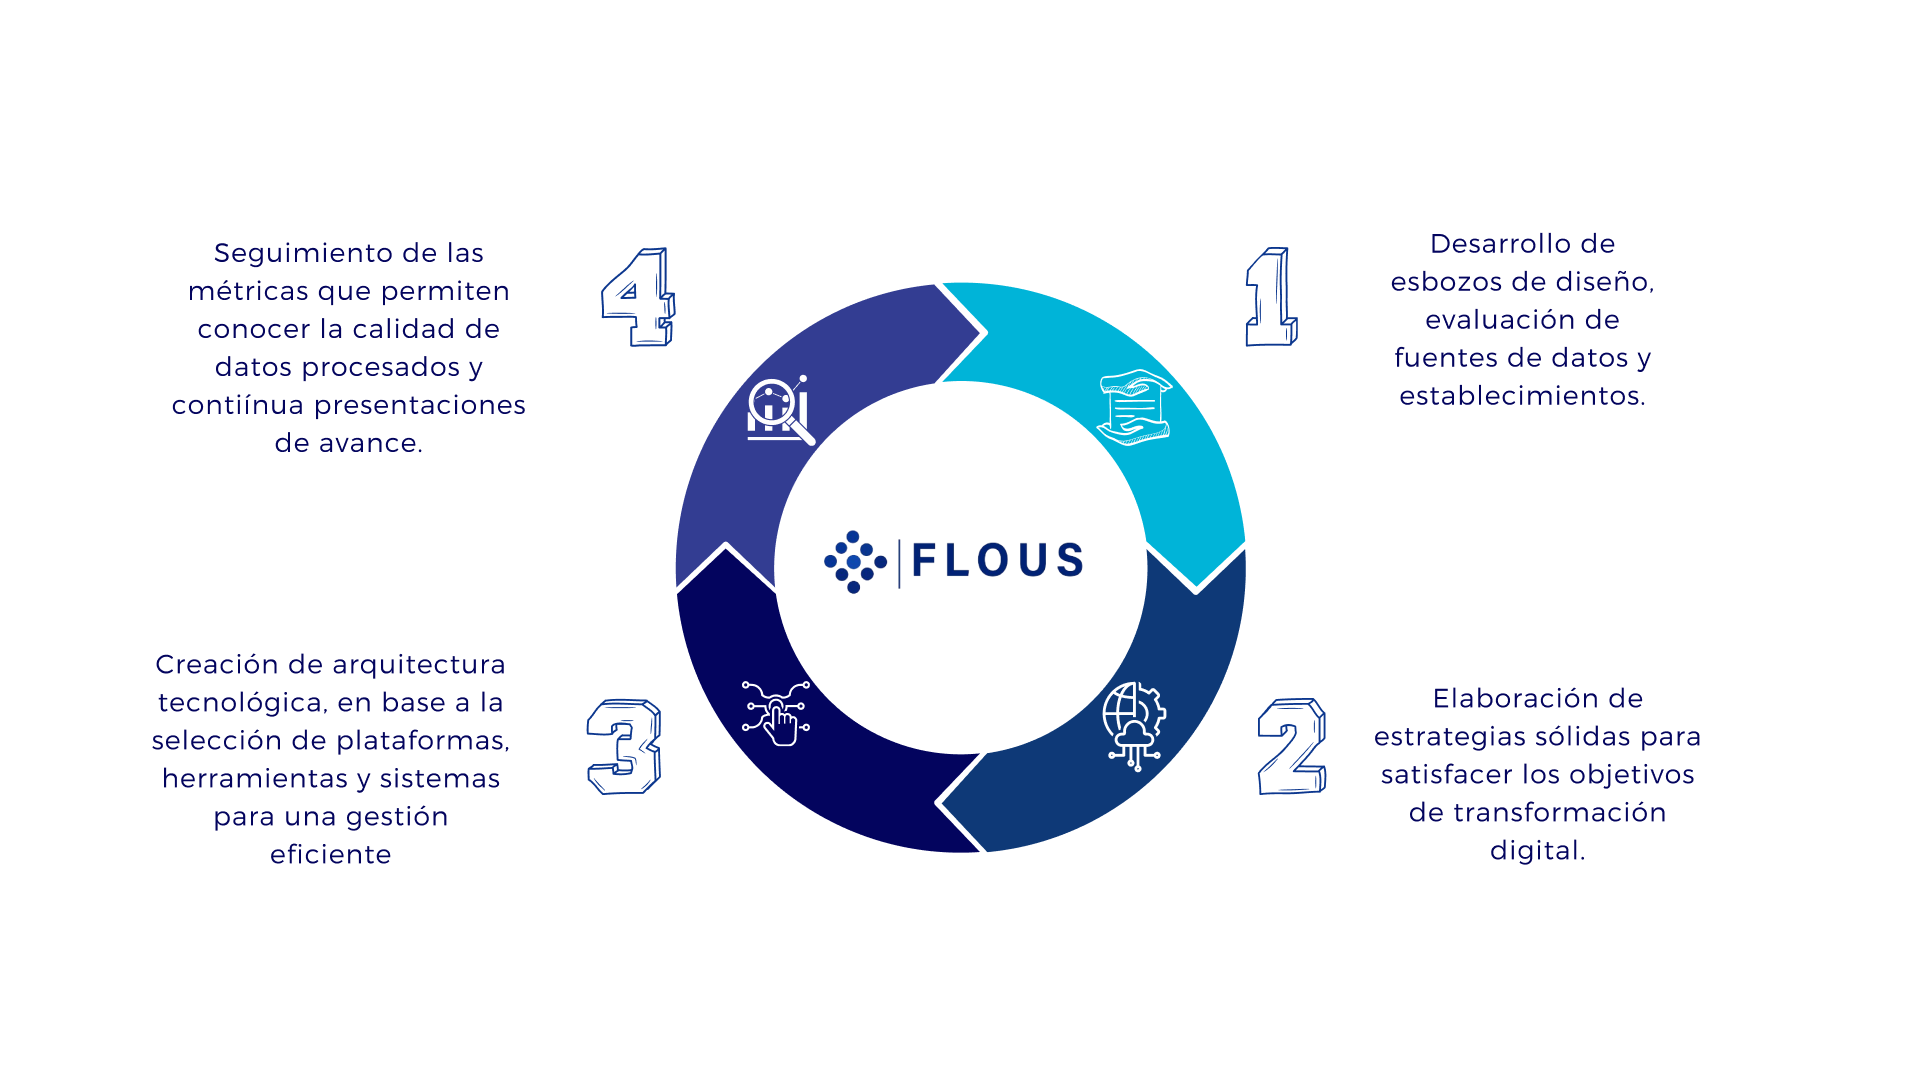 1
Desarrollo de
esbozos de diseño,
evaluación de
fuentes de datos y
establecimientos.
2
Elaboración de
estrategias sólidas para
satisfacer los objetivos
de transformación
digital.
3
Creación de arquitectura
tecnológica, en base a la
selección de plataformas,
herramientas y sistemas
para una gestión
eficiente
4
Seguimiento de las
métricas que permiten
conocer la calidad de
datos procesados y
contiínua presentaciones
de avance.
FLOUS